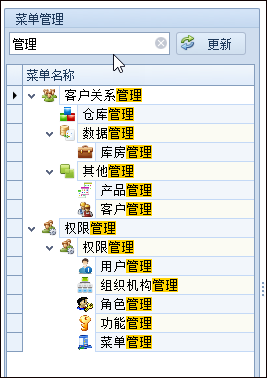 菜单管理
管理
更新
菜单名称
客户关系管理
仓库管理
数据管理
库房管理
其他管理
产品管理
客户管理
权限管理
权限管理
用户管理
组织机构管理
角色管理
功能管理
菜单管理